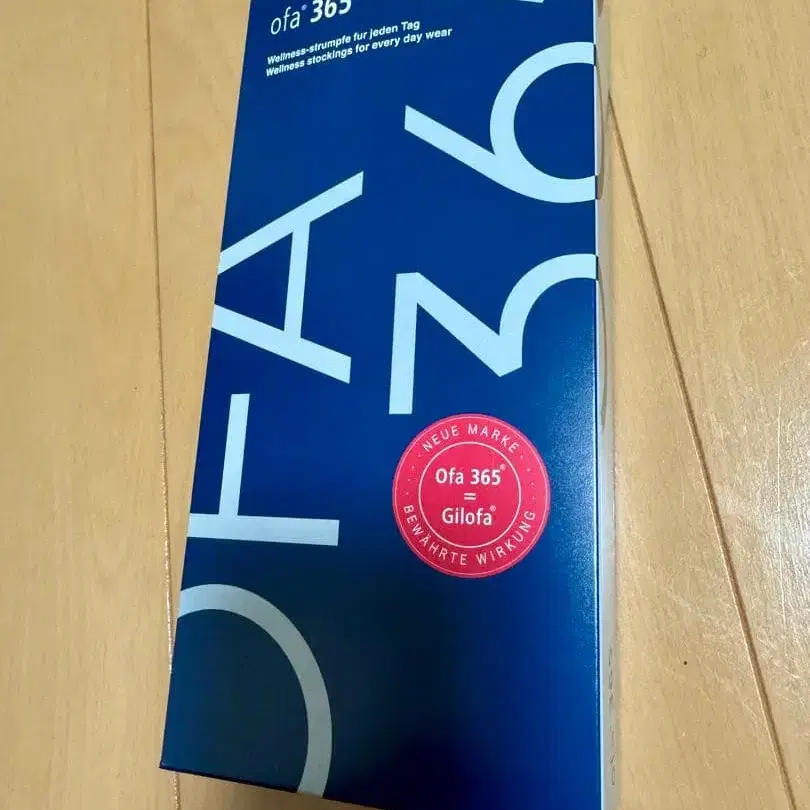 ofa® 365
Wellness-strumpfe fur jeden Tag
Wellness stockings for every day wear
OFA
365
NEUE MARKE
Ofa 365®
=
Gilofa®
BEWÄHRTE WIRKUNG